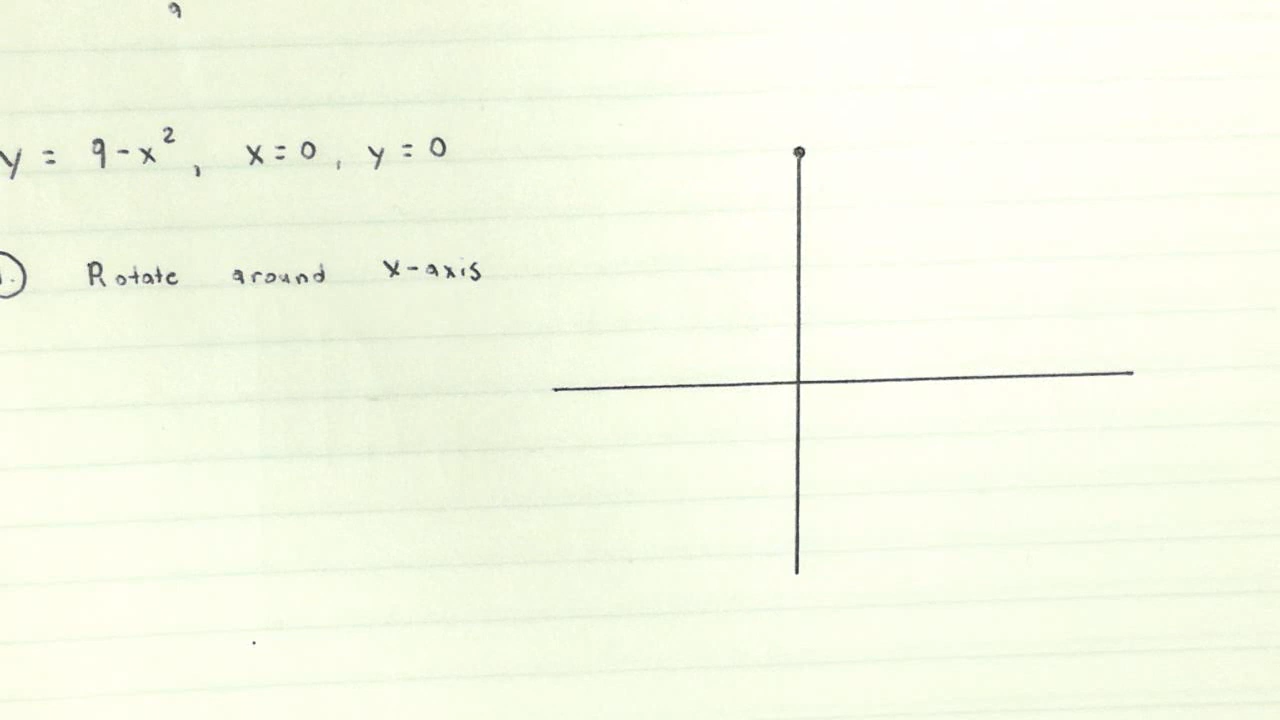 y = 9-x², x=0, y=0
Rotate around x-axis